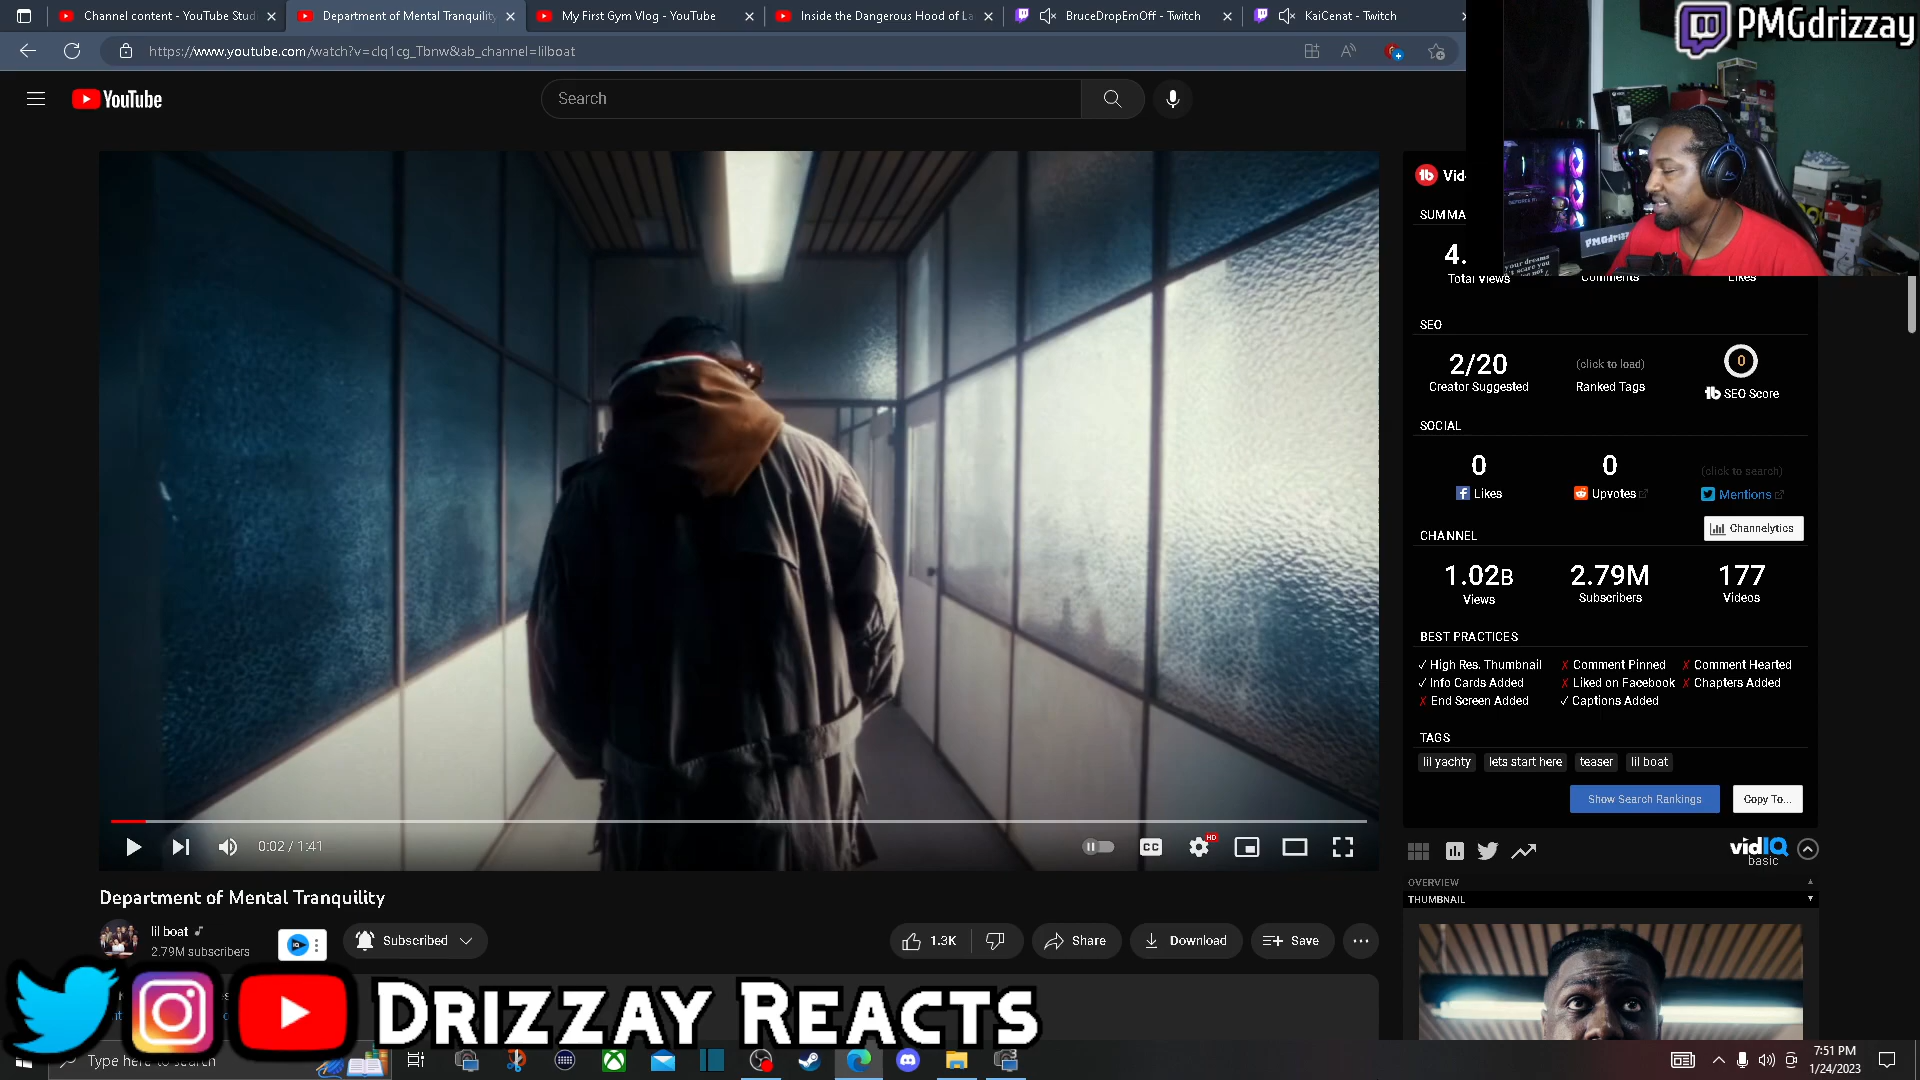 Channel content - YouTube Studi
Department of Mental Tranquility
My First Gym Vlog - YouTube
Inside the Dangerous Hood of La
BruceDropEmOff - Twitch
KaiCenat - Twitch
PMGdrizzay
https://www.youtube.com/watch?v=clq1cg_Tbnw&ab_channel=lilboat
YouTube
Search
Vid
SUMMA
4.
Total Views
Comments
Likes
SEO
2/20
(click to load)
0
Creator Suggested
Ranked Tags
SEO Score
SOCIAL
0
0
(click to search)
Likes
Upvotes
Mentions
Channelytics
CHANNEL
1.02B
2.79M
177
Views
Subscribers
Videos
BEST PRACTICES
✓ High Res. Thumbnail
✗ Comment Pinned
✗ Comment Hearted
✓ Info Cards Added
✗ Liked on Facebook
✗ Chapters Added
✗ End Screen Added
✓ Captions Added
TAGS
lil yachty
lets start here
teaser
lil boat
Show Search Rankings
Copy To...
0:02 / 1:41
CC
HD
vidIQ
basic
OVERVIEW
THUMBNAIL
Department of Mental Tranquility
lil boat
2.79M subscribers
Subscribed
1.3K
Share
Download
Save
Drizzay Reacts
Type here to search
7:51 PM
1/24/2023